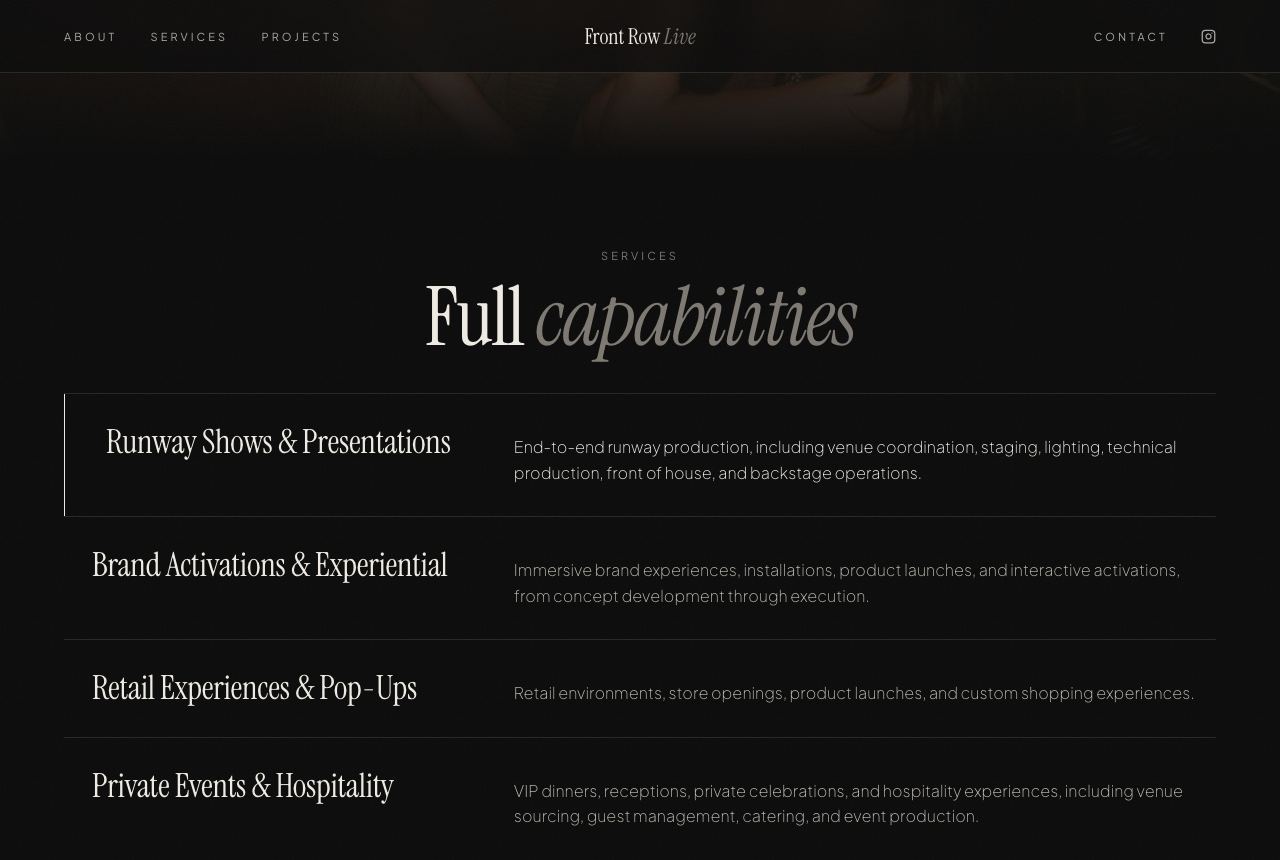 ABOUT SERVICES PROJECTS Front Row Live CONTACT
SERVICES
Full capabilities
Runway Shows & Presentations
End-to-end runway production, including venue coordination, staging, lighting, technical
production, front of house, and backstage operations.
Brand Activations & Experiential
Immersive brand experiences, installations, product launches, and interactive activations,
from concept development through execution.
Retail Experiences & Pop-Ups
Retail environments, store openings, product launches, and custom shopping experiences.
Private Events & Hospitality
VIP dinners, receptions, private celebrations, and hospitality experiences, including venue
sourcing, guest management, catering, and event production.